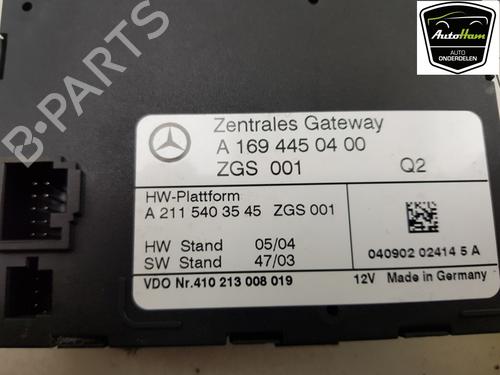 AutoHam
AUTO
ONDERDELEN
B-PARTS
Zentrales Gateway
A 169 445 04 00
ZGS 001 Q2
HW-Plattform
A 211 540 35 45 ZGS 001
HW Stand 05/04
SW Stand 47/03
040902 02414 5 A
VDO Nr. 410 213 008 019 12V Made in Germany